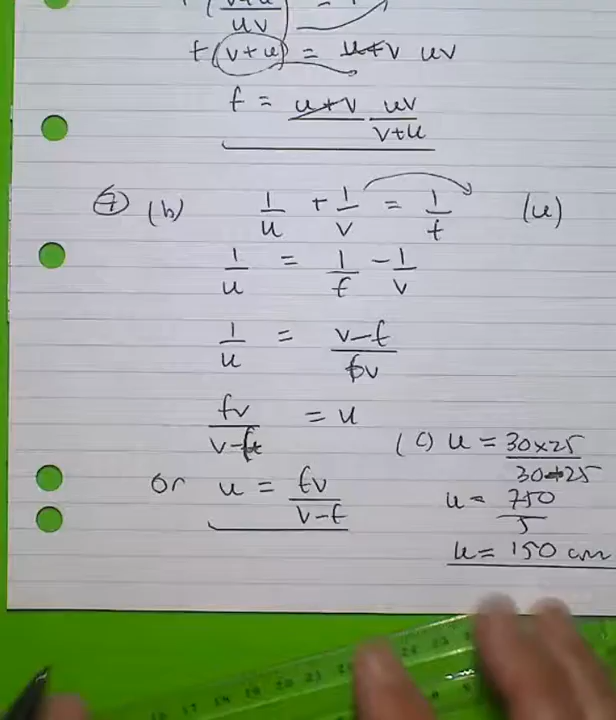 f(v+u) = uv
f = uv/(v+u)
7 (b) 1/u + 1/v = 1/f (u)
1/u = 1/f - 1/v
1/u = (v-f)/fv
fv/(v-f) = u
(c) u = 30×25/30-25
or u = fv/(v-f)
u = 750/5
u = 150 cm